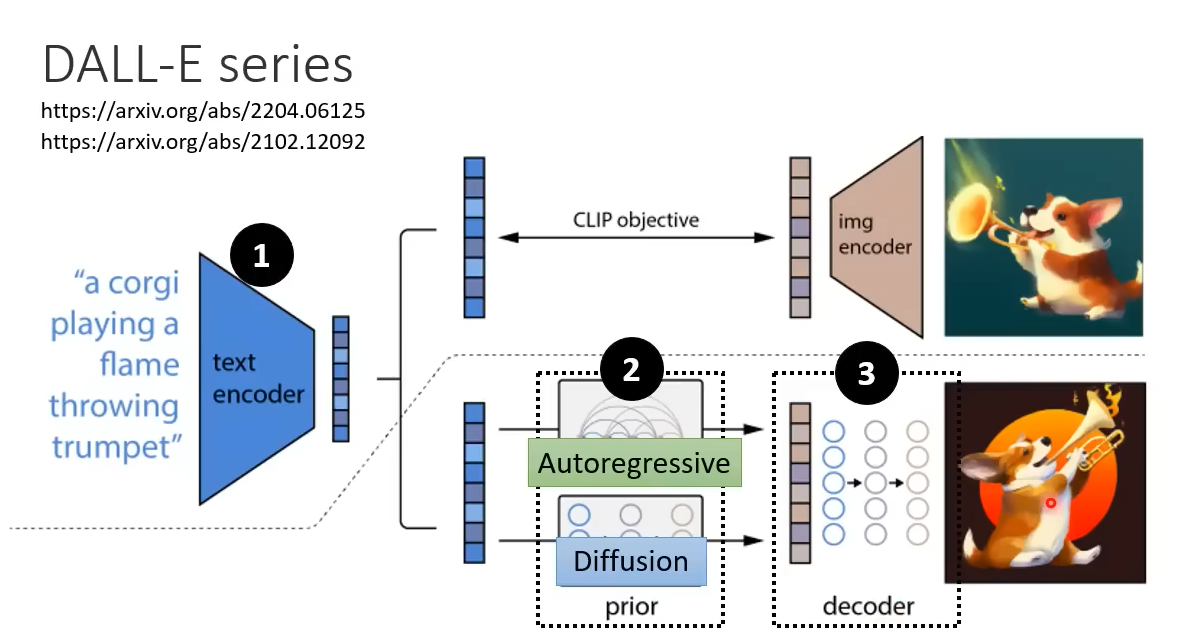 DALL-E series
https://arxiv.org/abs/2204.06125
https://arxiv.org/abs/2102.12092
CLIP objective
img
encoder
1
“a corgi
playing a
flame
throwing
trumpet”
text
encoder
2
3
Autoregressive
Diffusion
prior
decoder